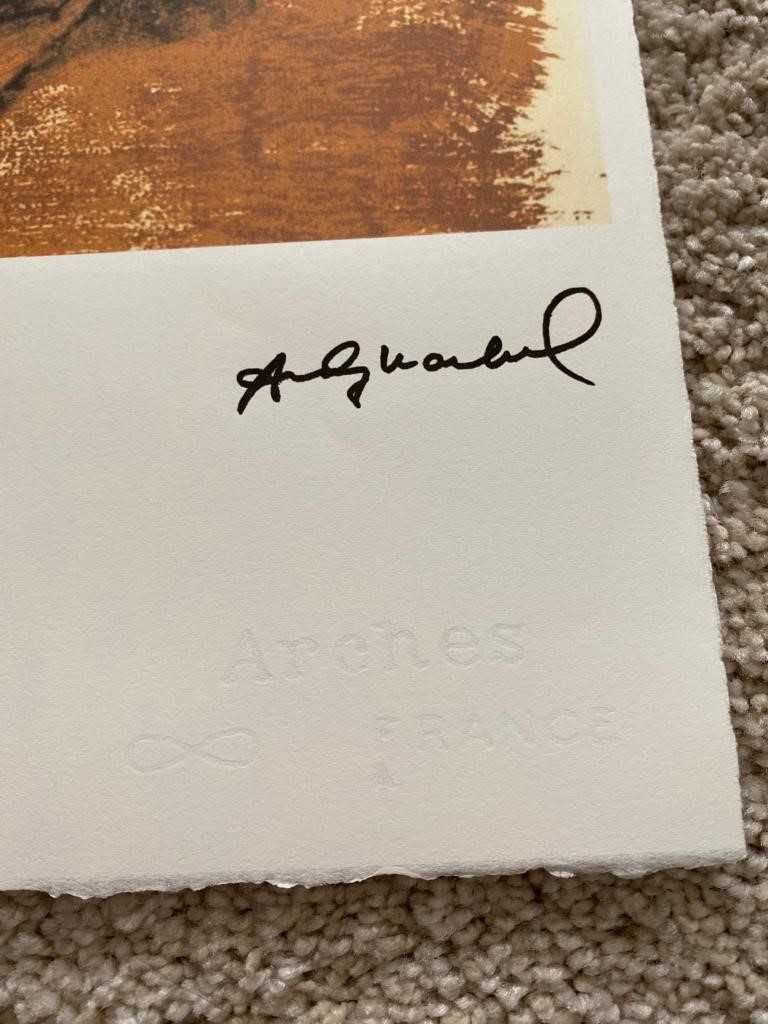 Andy Warhol
Arches
∞ FRANCE